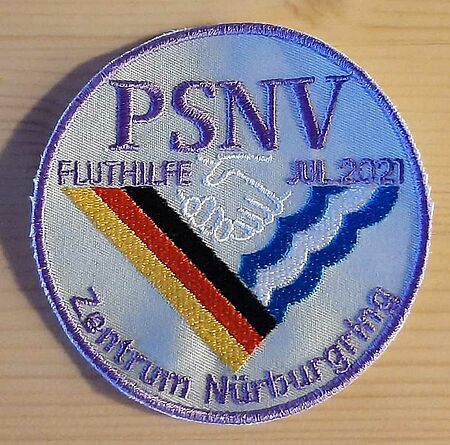 PSNV
FLUTHILFE JUL.2021
Zentrum Nürburgring